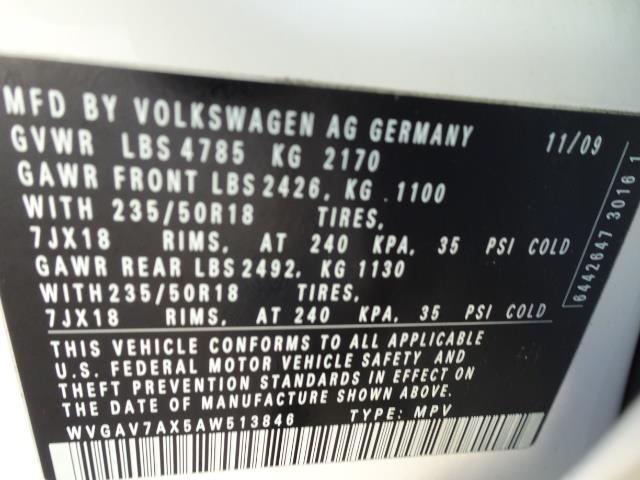 MFD BY VOLKSWAGEN AG GERMANY 11/09
GVWR LBS 4785 KG 2170
GAWR FRONT LBS 2426, KG .1100
WITH 235/50R18 TIRES,
7JX18 RIMS, AT 240 KPA, 35 PSI COLD
GAWR REAR LBS 2492, KG 1130
WITH 235/50R18 TIRES,
7JX18 RIMS, AT 240 KPA, 35 PSI COLD
THIS VEHICLE CONFORMS TO ALL APPLICABLE
U.S. FEDERAL MOTOR VEHICLE SAFETY AND
THEFT PREVENTION STANDARDS IN EFFECT ON
THE DATE OF MANUFACTURE SHOWN ABOVE.
WVGAV7AX5AW513846 TYPE: MPV
6442647 3016 1